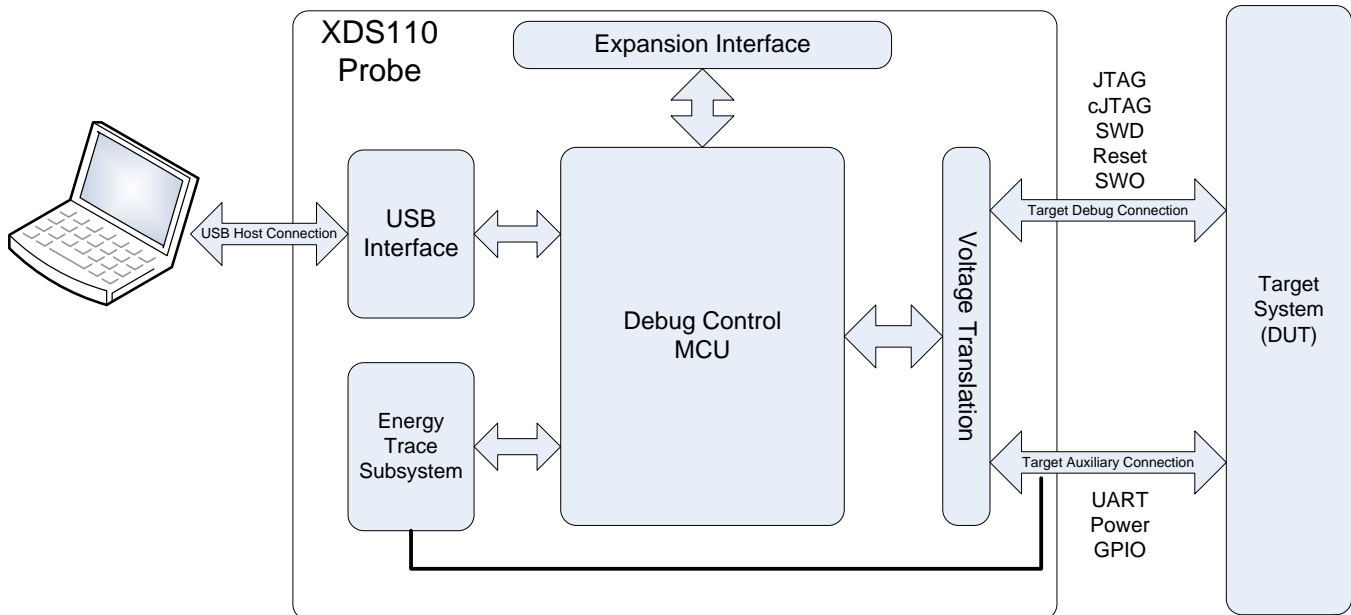 XDS110
Probe
Expansion Interface
JTAG
cJTAG
SWD
Reset
SWO
USB Host Connection
USB
Interface
Debug Control
MCU
Voltage Translation
Target Debug Connection
Target
System
(DUT)
Energy
Trace
Subsystem
Target Auxiliary Connection
UART
Power
GPIO